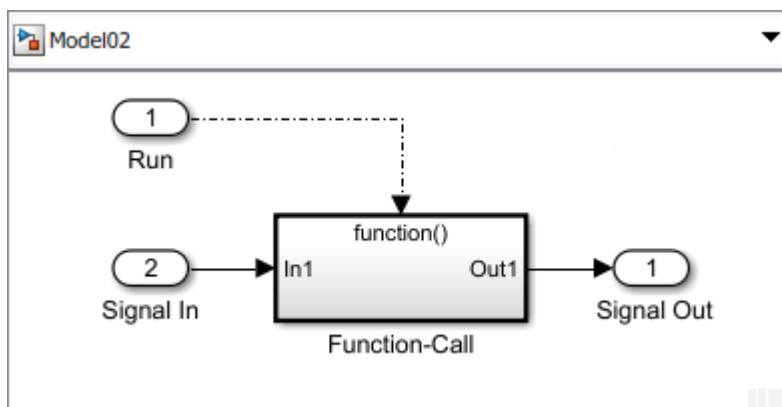 Model02
1
Run
function()
2
In1
Out1
1
Signal In
Signal Out
Function-Call